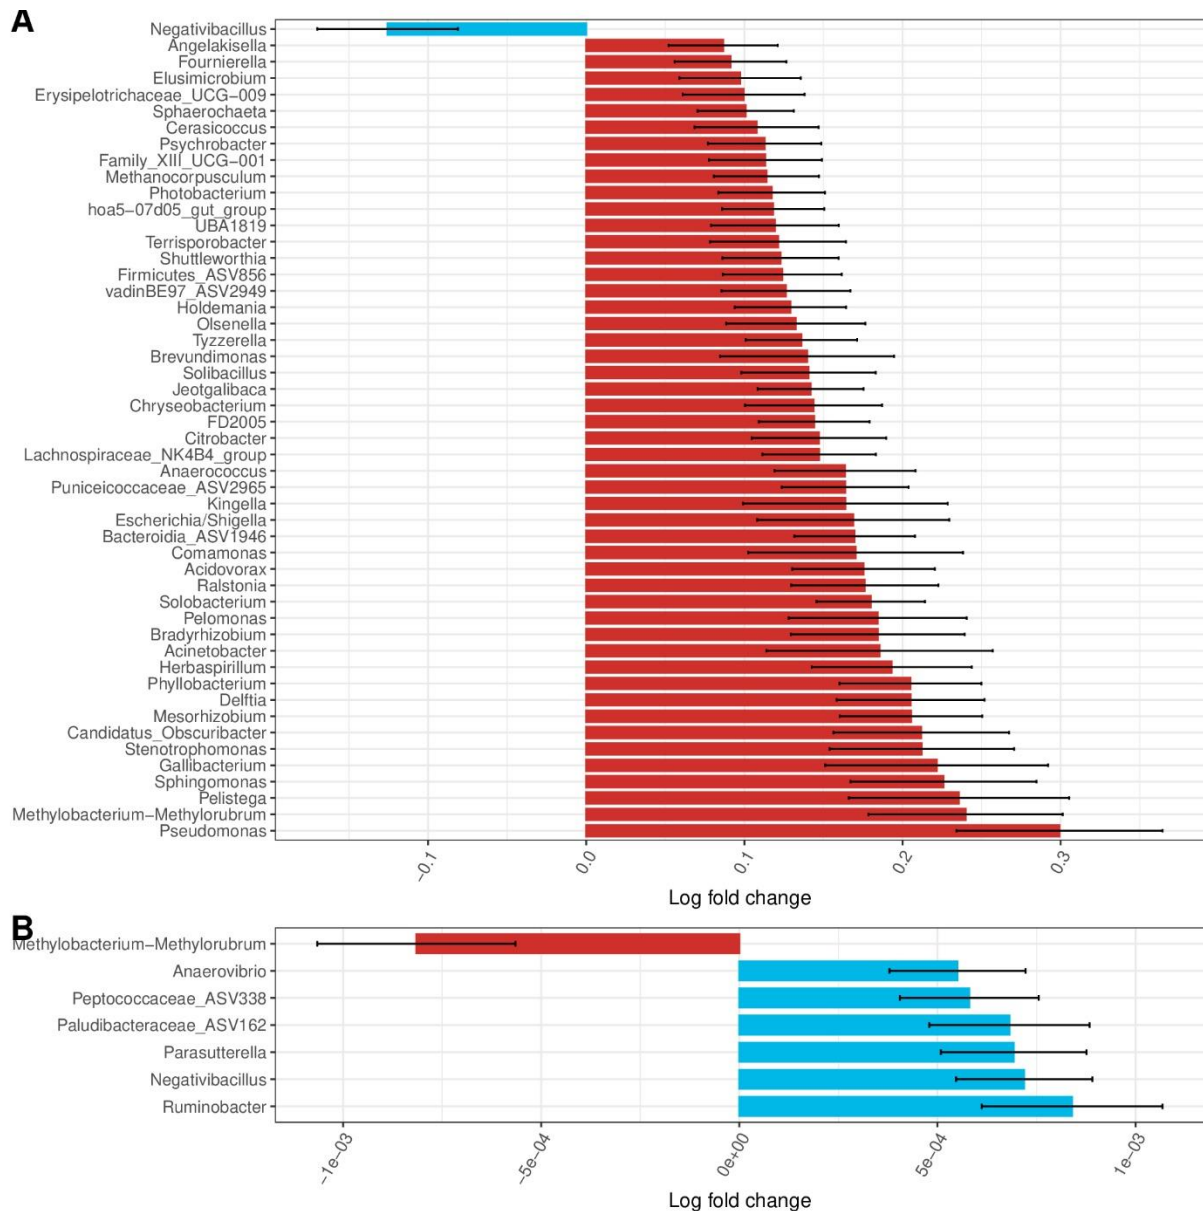 A
Negativibacillus
Angelakisella
Fournierella
Elusimicrobium
Erysipelotrichaceae_UCG−009
Sphaerochaeta
Cerasicoccus
Psychrobacter
Family_XIII_UCG−001
Methanocorpusculum
Photobacterium
hoa5−07d05_gut_group
UBA1819
Terrisporobacter
Shuttleworthia
Firmicutes_ASV856
vadinBE97_ASV2949
Holdemania
Olsenella
Tyzzerella
Brevundimonas
Solibacillus
Jeotgalibaca
Chryseobacterium
FD2005
Citrobacter
Lachnospiraceae_NK4B4_group
Anaerococcus
Puniceicoccaceae_ASV2965
Kingella
Escherichia/Shigella
Bacteroidia_ASV1946
Comamonas
Acidovorax
Ralstonia
Solobacterium
Pelomonas
Bradyrhizobium
Acinetobacter
Herbaspirillum
Phyllobacterium
Delftia
Mesorhizobium
Candidatus_Obscuribacter
Stenotrophomonas
Gallibacterium
Sphingomonas
Pelistega
Methylobacterium−Methylorubrum
Pseudomonas
−0.1 0.0 0.1 0.2 0.3
Log fold change
B
Methylobacterium−Methylorubrum
Anaerovibrio
Peptococcaceae_ASV338
Paludibacteraceae_ASV162
Parasutterella
Negativibacillus
Ruminobacter
−1e−03 −5e−04 0e+00 5e−04 1e−03
Log fold change